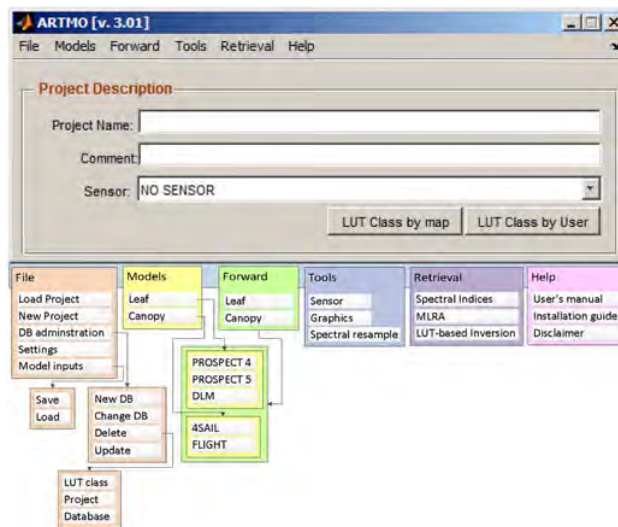 ARTMO [v. 3.01]
File Models Forward Tools Retrieval Help
Project Description
Project Name:
Comment:
Sensor: NO SENSOR
LUT Class by map LUT Class by User
File
Load Project
New Project
DB adminstration
Settings
Model inputs
Save
Load
New DB
Change DB
Delete
Update
LUT class
Project
Database
Models
Leaf
Canopy
Forward
Leaf
Canopy
PROSPECT 4
PROSPECT 5
DLM
4SAIL
FLIGHT
Tools
Sensor
Graphics
Spectral resample
Retrieval
Spectral Indices
MLRA
LUT-based Inversion
Help
User's manual
Installation guide
Disclaimer